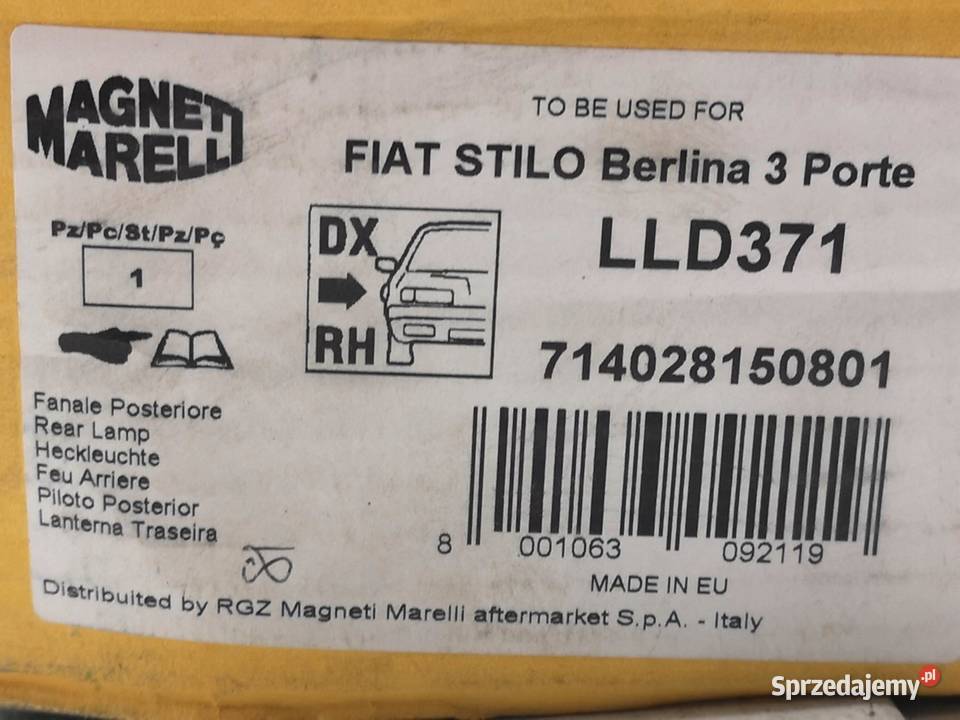 MAGNETI
MARELLI
TO BE USED FOR
FIAT STILO Berlina 3 Porte
LLD371
Pz/Pc/St/Pz/Pç
1
DX
RH
714028150801
Fanale Posteriore
Rear Lamp
Heckleuchte
Feu Arriere
Piloto Posterior
Lanterna Traseira
8 001063 092119
MADE IN EU
Distribuited by RGZ Magneti Marelli aftermarket S.p.A. - Italy
Sprzedajemy.pl